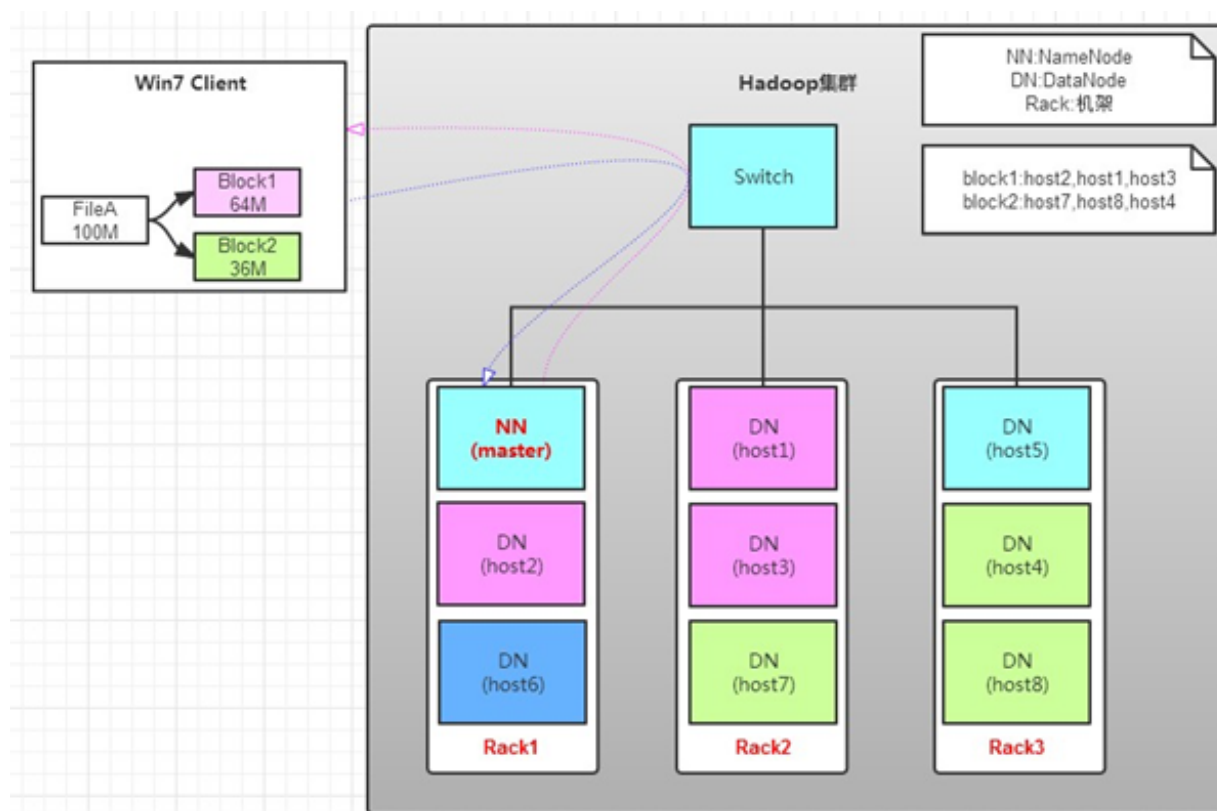 Win7 Client
FileA
100M
Block1
64M
Block2
36M
Hadoop集群
NN:NameNode
DN:DataNode
Rack:机架
block1:host2,host1,host3
block2:host7,host8,host4
Switch
NN
(master)
DN
(host2)
DN
(host6)
Rack1
DN
(host1)
DN
(host3)
DN
(host7)
Rack2
DN
(host5)
DN
(host4)
DN
(host8)
Rack3